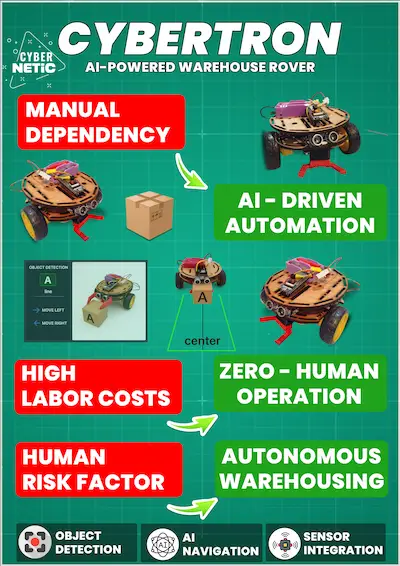 CYBERTRON
CYBER
NETiC
AI-POWERED WAREHOUSE ROVER
MANUAL
DEPENDENCY
AI - DRIVEN
AUTOMATION
OBJECT DETECTION
A
MOVE LEFT
MOVE RIGHT
A
A
center
HIGH
LABOR COSTS
ZERO - HUMAN
OPERATION
HUMAN
RISK FACTOR
AUTONOMOUS
WAREHOUSING
OBJECT
DETECTION
AI
NAVIGATION
SENSOR
INTEGRATION